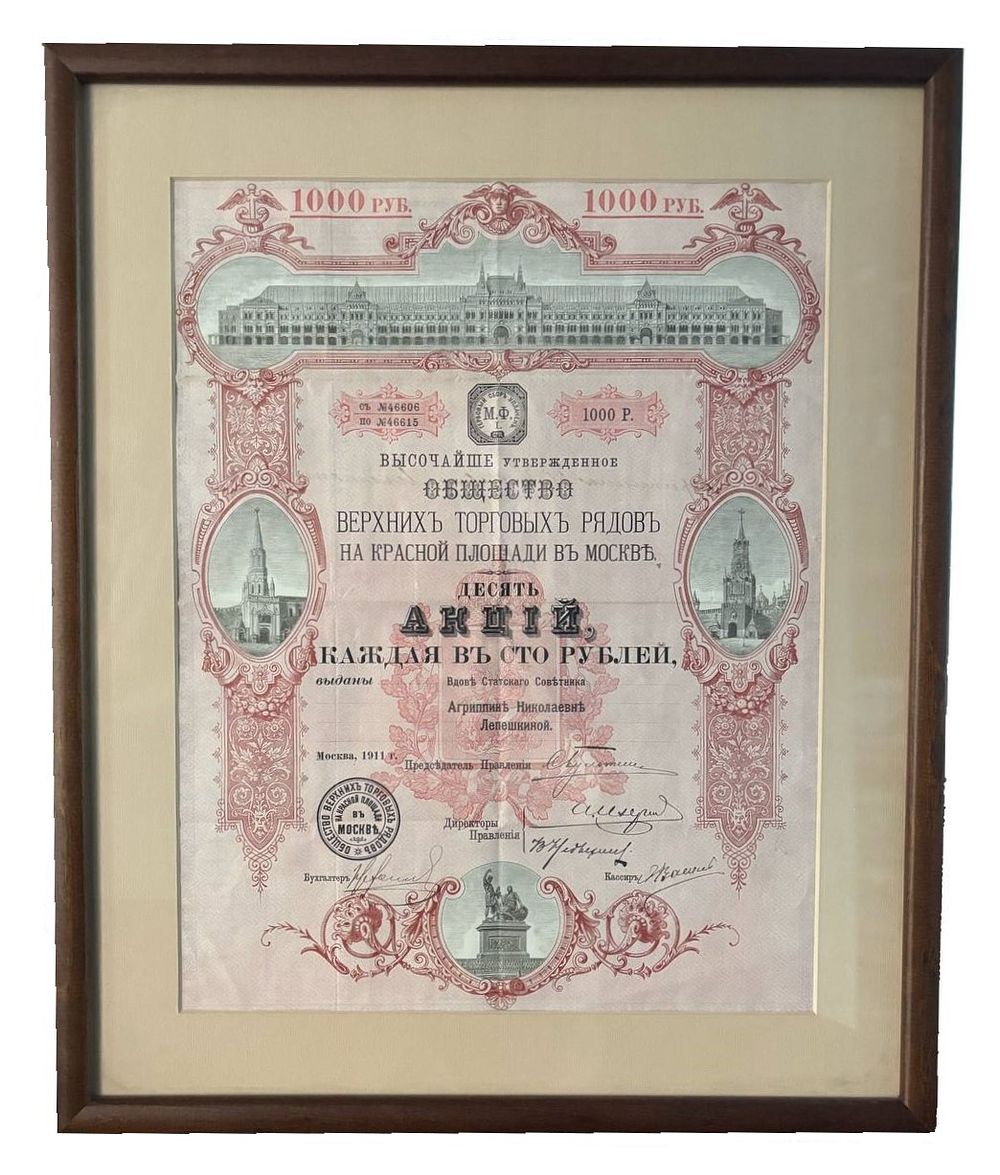 1000 РУБ. 1000 РУБ.
съ №46606
по №46615
М.Ф.
1000 Р.
ВЫСОЧАЙШЕ УТВЕРЖДЕННОЕ
ОБЩЕСТВО
ВЕРХНИХЪ ТОРГОВЫХЪ РЯДОВЪ
НА КРАСНОЙ ПЛОЩАДИ ВЪ МОСКВѢ,
ДЕСЯТЬ
АКЦІЙ,
КАЖДАЯ ВЪ СТО РУБЛЕЙ,
выданы Вдовѣ Статскаго Совѣтника
Агриппинѣ Николаевнѣ
Лепешкиной.
Москва, 1911 г.
Предсѣдатель Правленія
ОБЩЕСТВО ВЕРХНИХЪ ТОРГОВЫХЪ РЯДОВЪ
НА КРАСНОЙ ПЛОЩАДИ
ВЪ
МОСКВѢ
Директоры
Правленія
Бухгалтеръ
Кассиръ